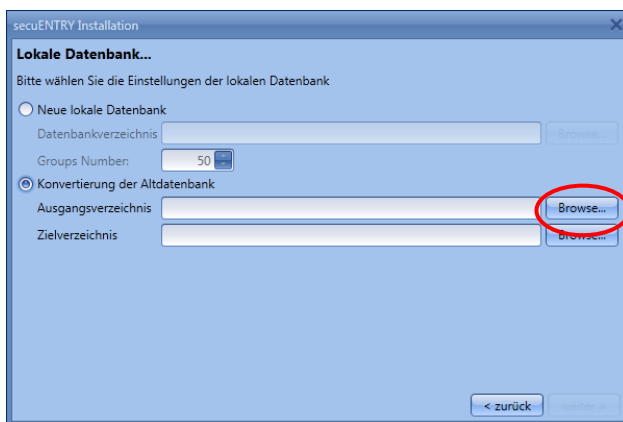 secuENTRY Installation
Lokale Datenbank...
Bitte wählen Sie die Einstellungen der lokalen Datenbank
Neue lokale Datenbank
Datenbankverzeichnis Browse...
Groups Number: 50
Konvertierung der Altdatenbank
Ausgangsverzeichnis Browse...
Zielverzeichnis Browse...
< zurück weiter >